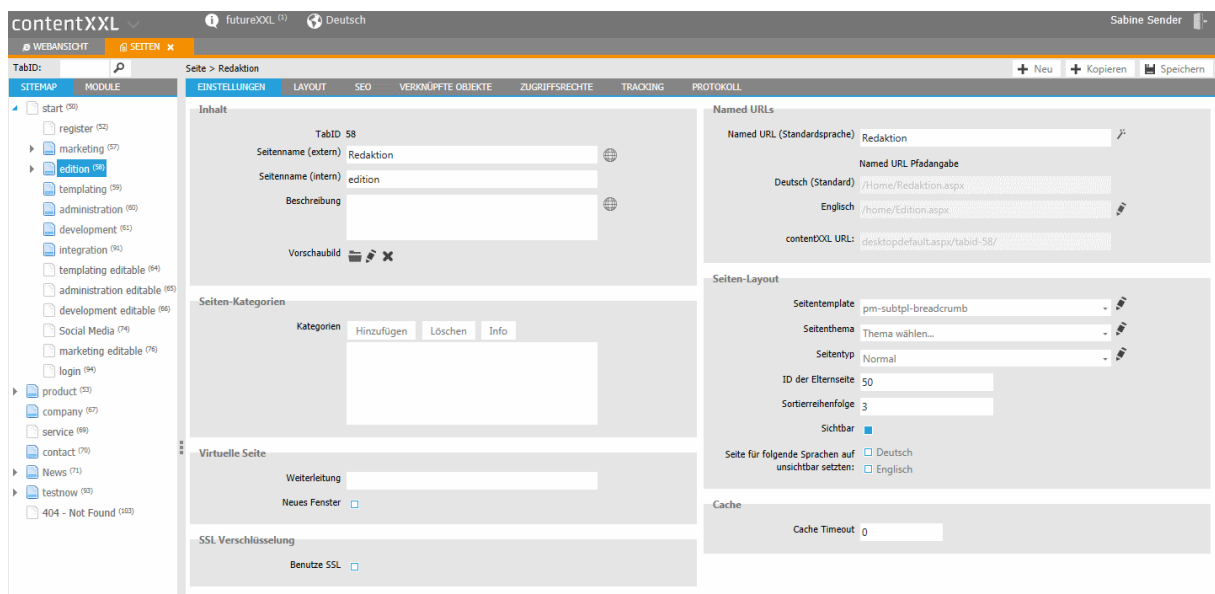 contentXXL
futureXXL (1)
Deutsch
Sabine Sender
WEBANSICHT
SEITEN
TabID:
Seite > Redaktion
Neu
Kopieren
Speichern
SITEMAP
MODULE
EINSTELLUNGEN
LAYOUT
SEO
VERKNÜPFTE OBJEKTE
ZUGRIFFSRECHTE
TRACKING
PROTOKOLL
start (50)
register (52)
marketing (57)
edition (58)
templating (59)
administration (60)
development (61)
integration (91)
templating editable (64)
administration editable (65)
development editable (66)
Social Media (74)
marketing editable (76)
login (94)
product (53)
company (67)
service (69)
contact (70)
News (71)
testnow (93)
404 - Not Found (103)
Inhalt
TabID 58
Seitenname (extern) Redaktion
Seitenname (intern) edition
Beschreibung
Vorschaubild
Seiten-Kategorien
Kategorien Hinzufügen Löschen Info
Virtuelle Seite
Weiterleitung
Neues Fenster
SSL Verschlüsselung
Benutze SSL
Named URLs
Named URL (Standardsprache) Redaktion
Named URL Pfadangabe
Deutsch (Standard) /Home/Redaktion.aspx
Englisch /home/Edition.aspx
contentXXL URL: desktopdefault.aspx/tabid-58/
Seiten-Layout
Seitentemplate pm-subtpl-breadcrumb
Seitenthema Thema wählen...
Seitentyp Normal
ID der Elternseite 50
Sortierreihenfolge 3
Sichtbar
Seite für folgende Sprachen auf Deutsch
unsichtbar setzten: Englisch
Cache
Cache Timeout 0